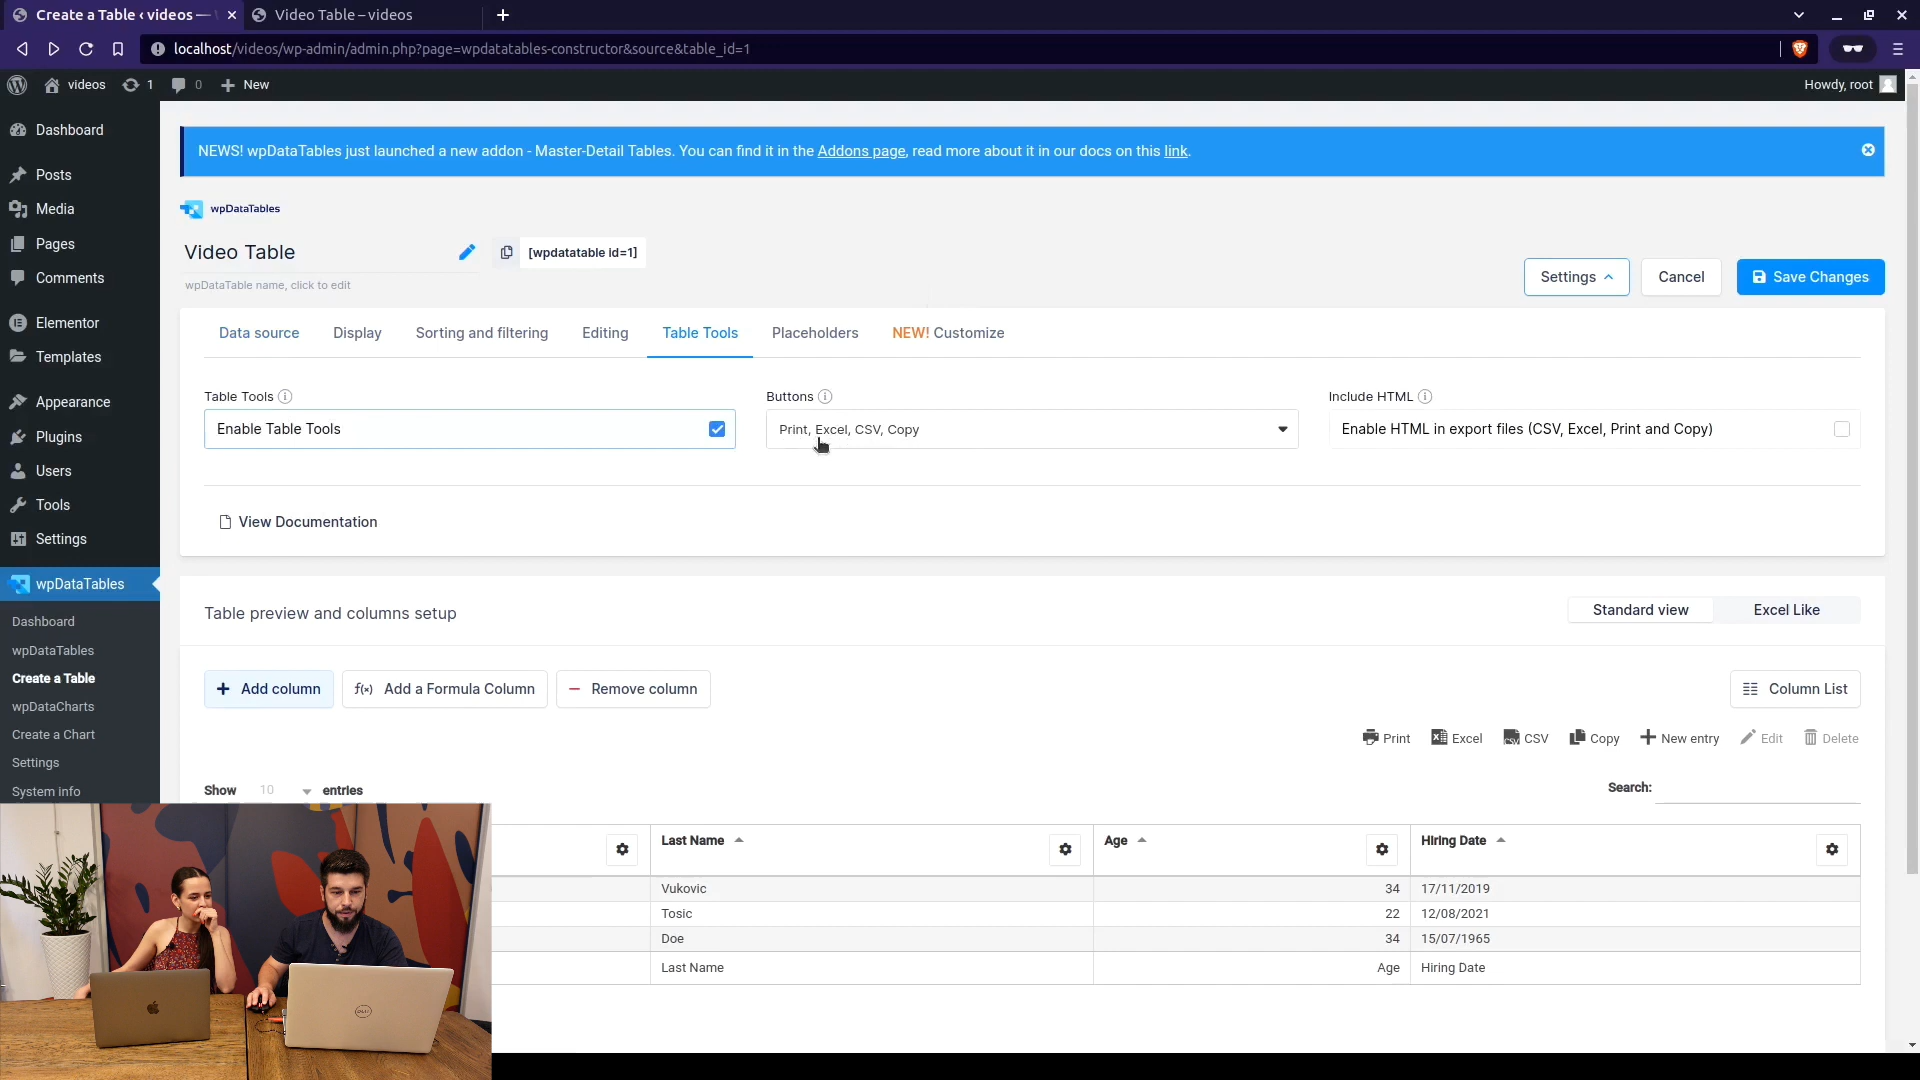 Create a Table ‹ videos —
Video Table – videos
localhost/videos/wp-admin/admin.php?page=wpdatatables-constructor&source&table_id=1
videos
1
0
New
Howdy, root
Dashboard
Posts
Media
Pages
Comments
Elementor
Templates
Appearance
Plugins
Users
Tools
Settings
wpDataTables
Dashboard
wpDataTables
Create a Table
wpDataCharts
Create a Chart
Settings
System info
NEWS! wpDataTables just launched a new addon - Master-Detail Tables. You can find it in the Addons page, read more about it in our docs on this link.
wpDataTables
Video Table
[wpdatatable id=1]
wpDataTable name, click to edit
Settings
Cancel
Save Changes
Data source
Display
Sorting and filtering
Editing
Table Tools
Placeholders
NEW! Customize
Table Tools
Buttons
Include HTML
Enable Table Tools
Print, Excel, CSV, Copy
Enable HTML in export files (CSV, Excel, Print and Copy)
View Documentation
Table preview and columns setup
Standard view
Excel Like
Add column
f(x) Add a Formula Column
Remove column
Column List
Print
Excel
CSV
Copy
New entry
Edit
Delete
Show 10 entries
Search:
Last Name
Age
Hiring Date
Vukovic 34 17/11/2019
Tosic 22 12/08/2021
Doe 34 15/07/1965
Last Name Age Hiring Date
DELL